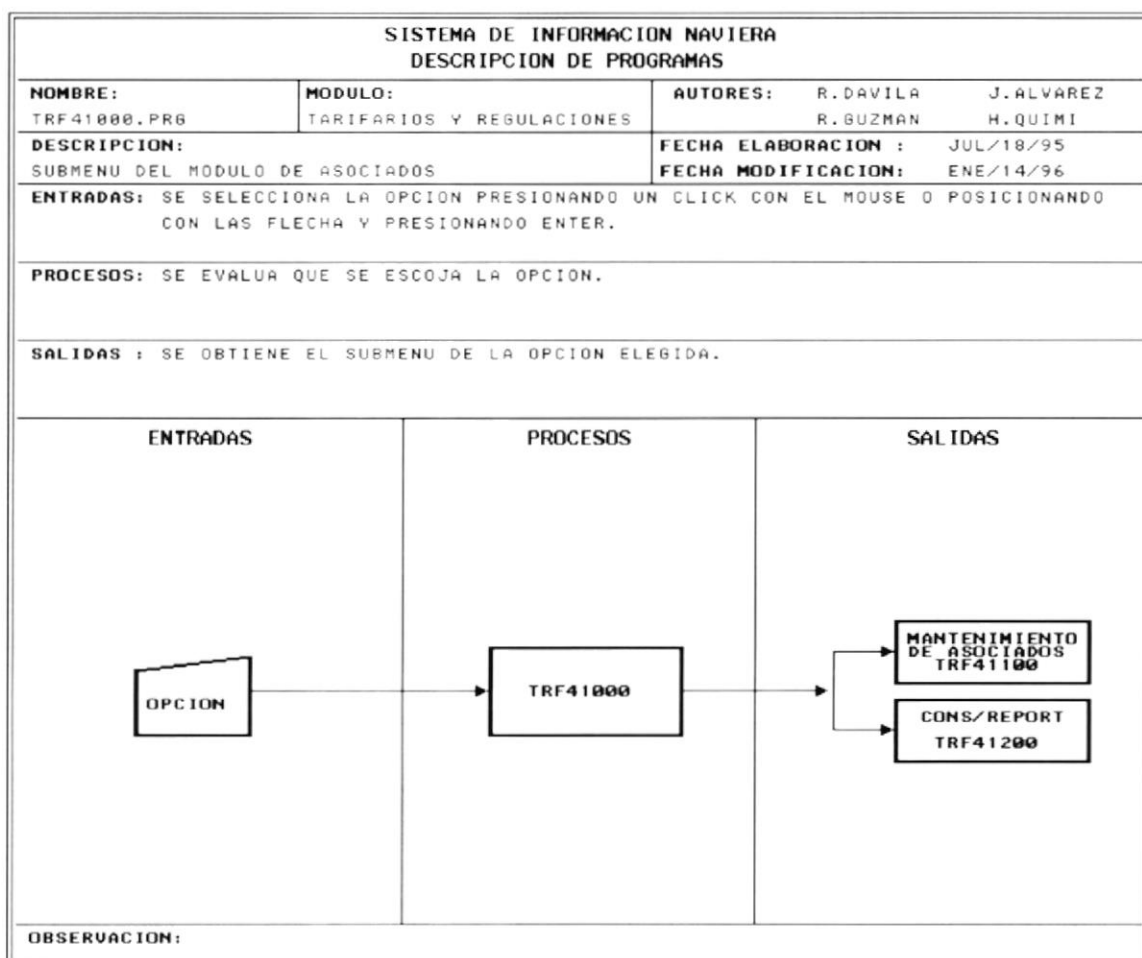 SISTEMA DE INFORMACION NAVIERA
DESCRIPCION DE PROGRAMAS
NOMBRE:
TRF41000.PRG
MODULO:
TARIFARIOS Y REGULACIONES
AUTORES: R.DAVILA J.ALVAREZ
R.GUZMAN H.QUIMI
DESCRIPCION:
SUBMENU DEL MODULO DE ASOCIADOS
FECHA ELABORACION : JUL/18/95
FECHA MODIFICACION: ENE/14/96
ENTRADAS: SE SELECCIONA LA OPCION PRESIONANDO UN CLICK CON EL MOUSE O POSICIONANDO
CON LAS FLECHA Y PRESIONANDO ENTER.
PROCESOS: SE EVALUA QUE SE ESCOJA LA OPCION.
SALIDAS : SE OBTIENE EL SUBMENU DE LA OPCION ELEGIDA.
ENTRADAS
PROCESOS
SALIDAS
OPCION
TRF41000
MANTENIMIENTO
DE ASOCIADOS
TRF41100
CONS/REPORT
TRF41200
OBSERVACION: